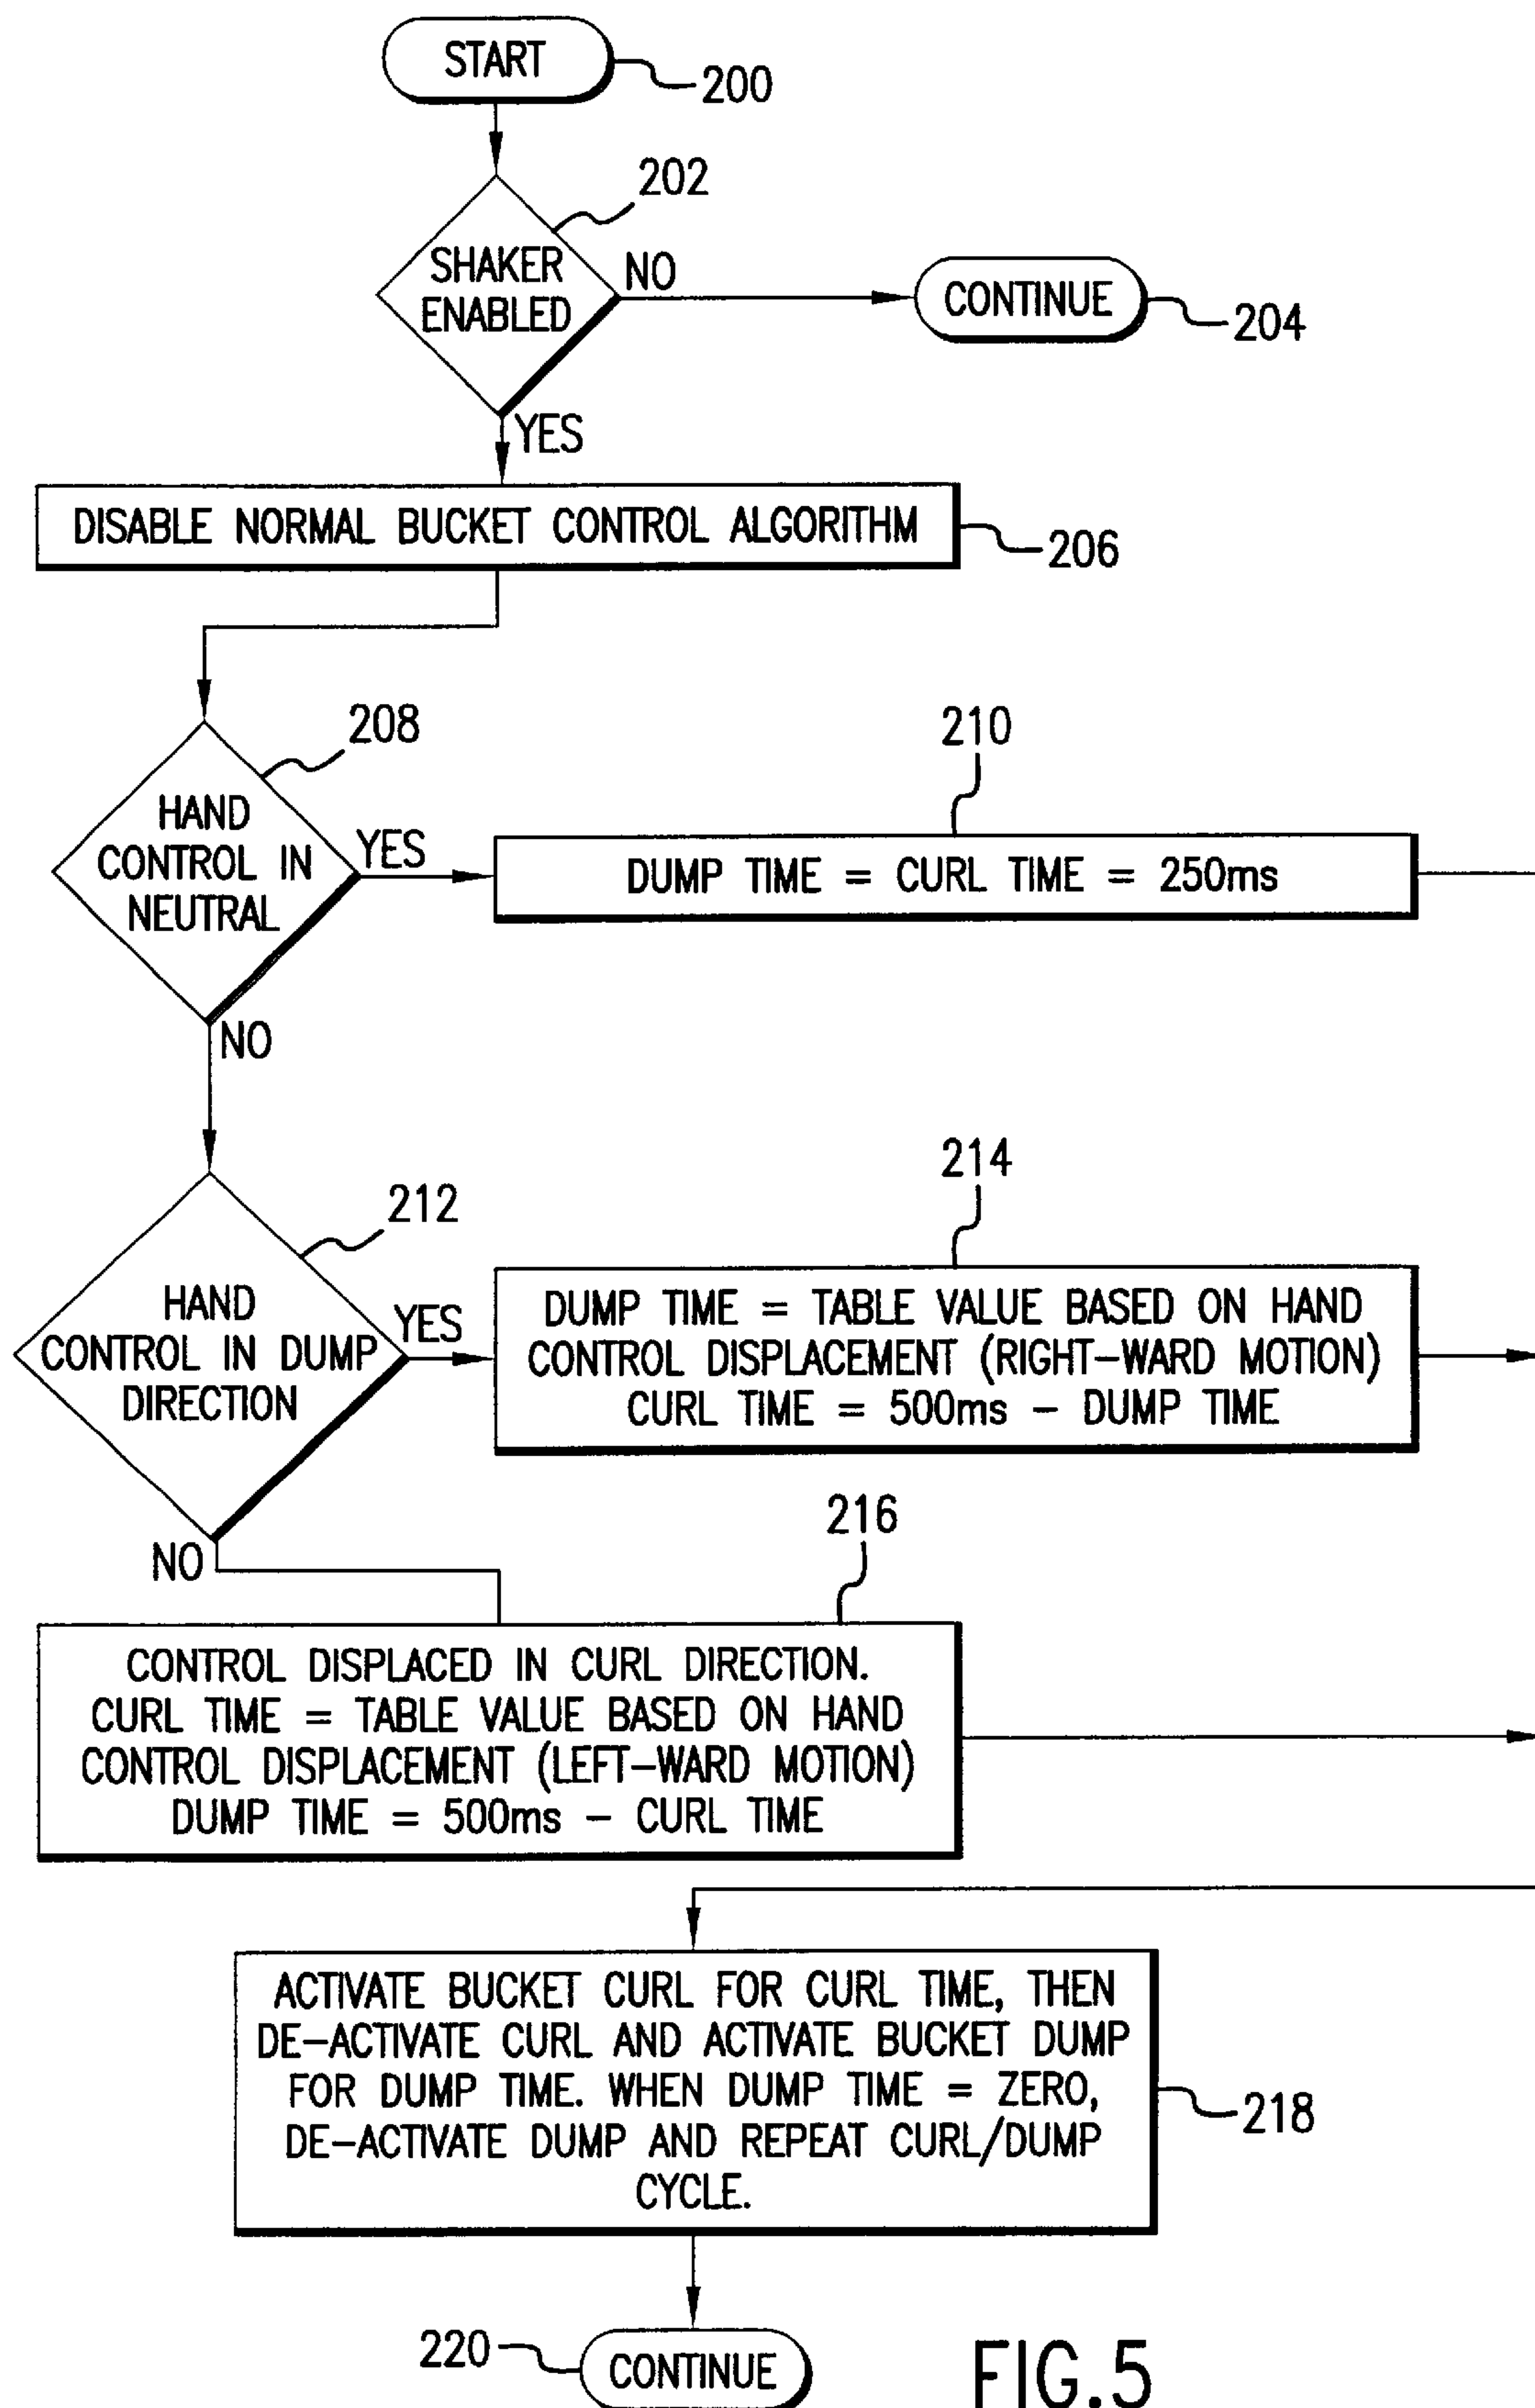 START
200
202
SHAKER
ENABLED
NO
CONTINUE
204
YES
DISABLE NORMAL BUCKET CONTROL ALGORITHM
206
208
HAND
CONTROL IN
NEUTRAL
YES
210
DUMP TIME = CURL TIME = 250ms
NO
212
HAND
CONTROL IN DUMP
DIRECTION
YES
214
DUMP TIME = TABLE VALUE BASED ON HAND
CONTROL DISPLACEMENT (RIGHT-WARD MOTION)
CURL TIME = 500ms - DUMP TIME
NO
216
CONTROL DISPLACED IN CURL DIRECTION.
CURL TIME = TABLE VALUE BASED ON HAND
CONTROL DISPLACEMENT (LEFT-WARD MOTION)
DUMP TIME = 500ms - CURL TIME
ACTIVATE BUCKET CURL FOR CURL TIME, THEN
DE-ACTIVATE CURL AND ACTIVATE BUCKET DUMP
FOR DUMP TIME. WHEN DUMP TIME = ZERO,
DE-ACTIVATE DUMP AND REPEAT CURL/DUMP
CYCLE.
218
220
CONTINUE
FIG.5